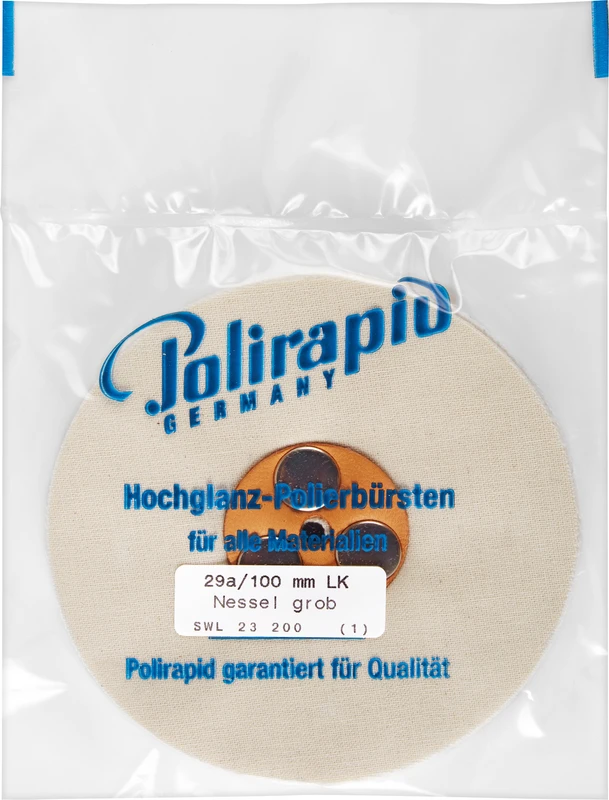 Polirapid
GERMANY
Hochglanz-Polierbürsten
für alle Materialien
29a/100 mm LK
Nessel grob
SWL 23 200 (1)
Polirapid garantiert für Qualität